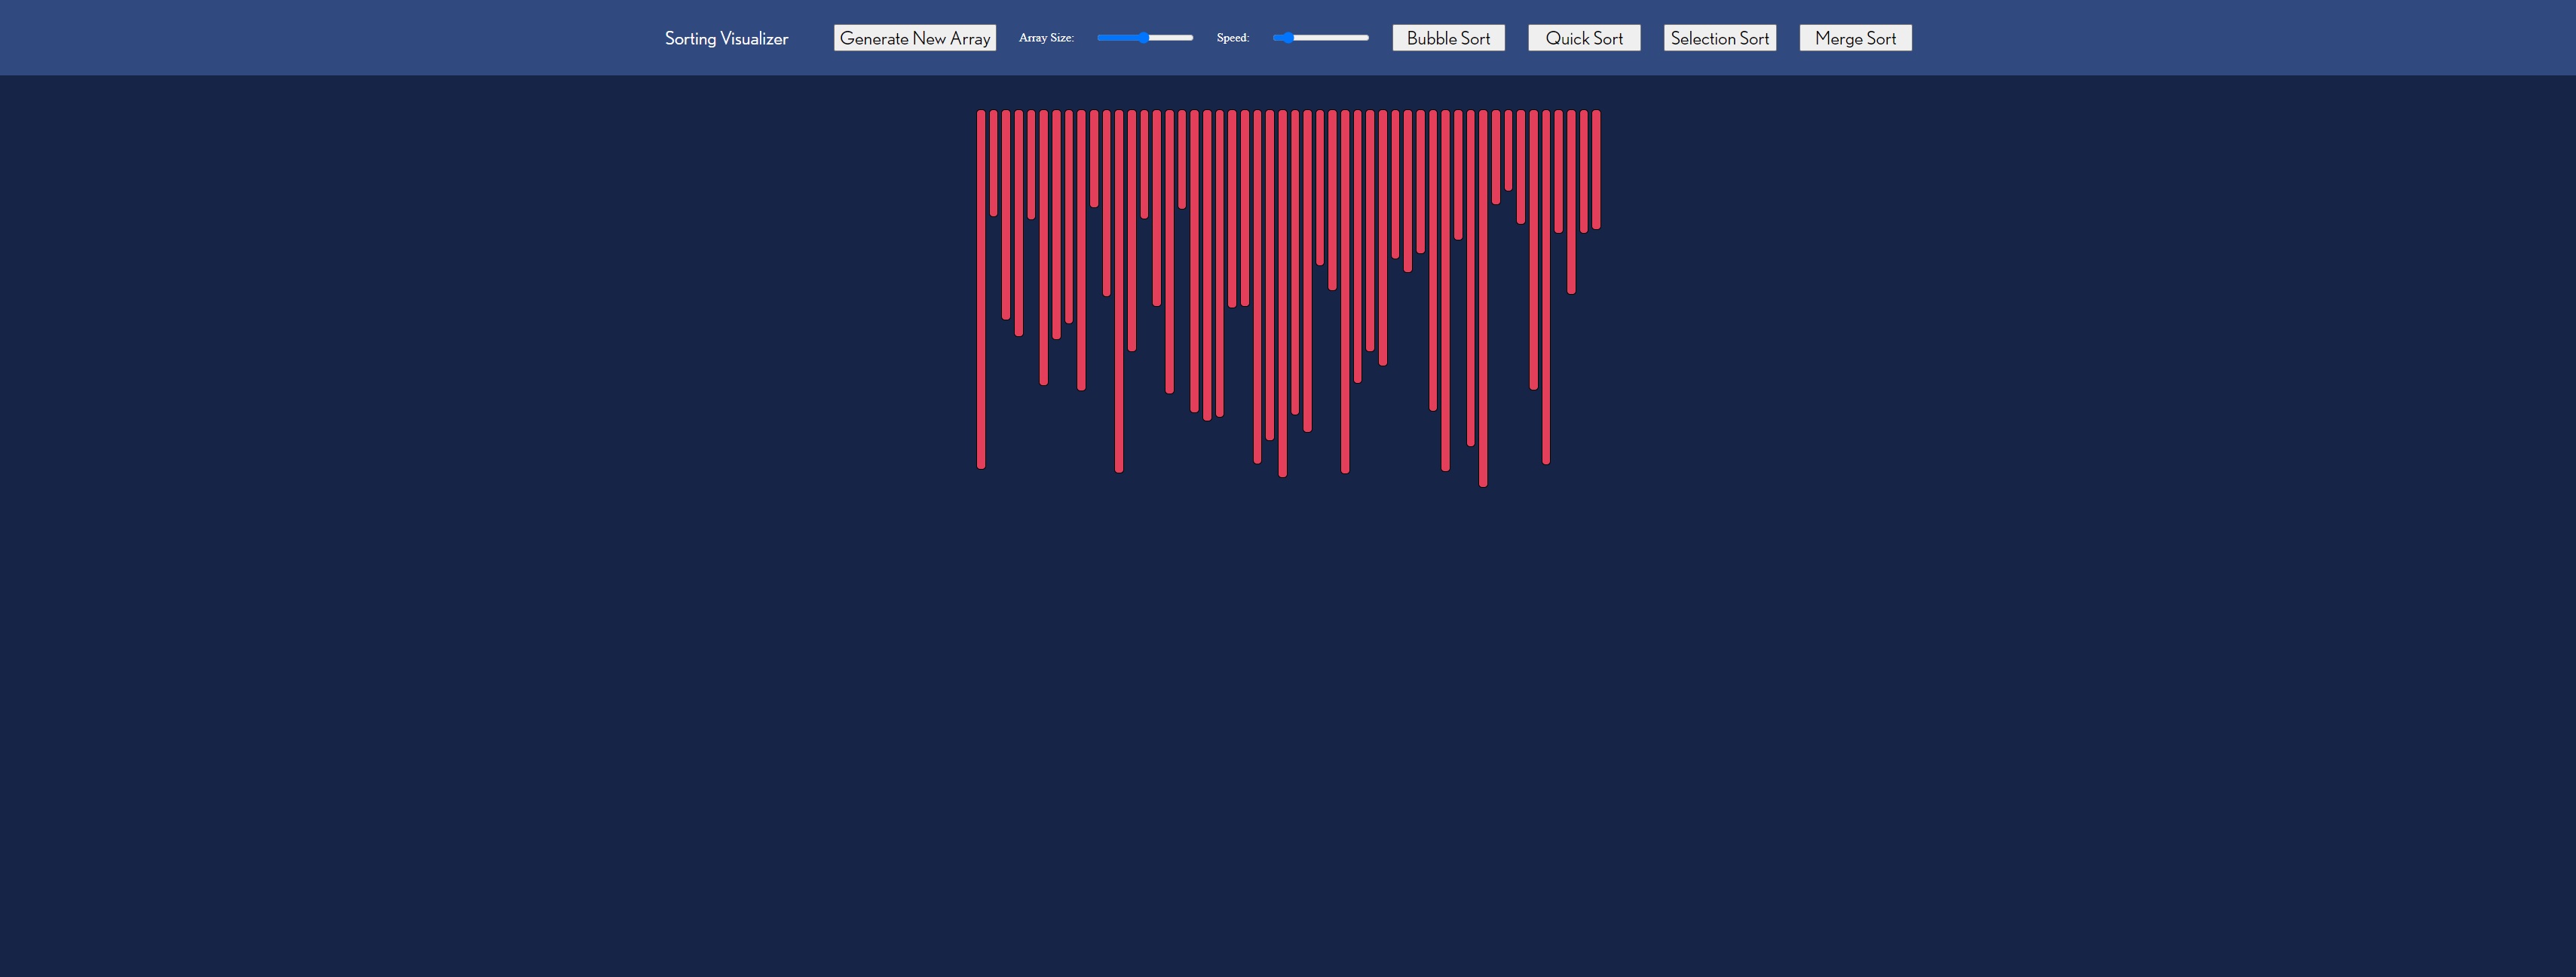 Sorting Visualizer
Generate New Array
Array Size:
Speed:
Bubble Sort
Quick Sort
Selection Sort
Merge Sort